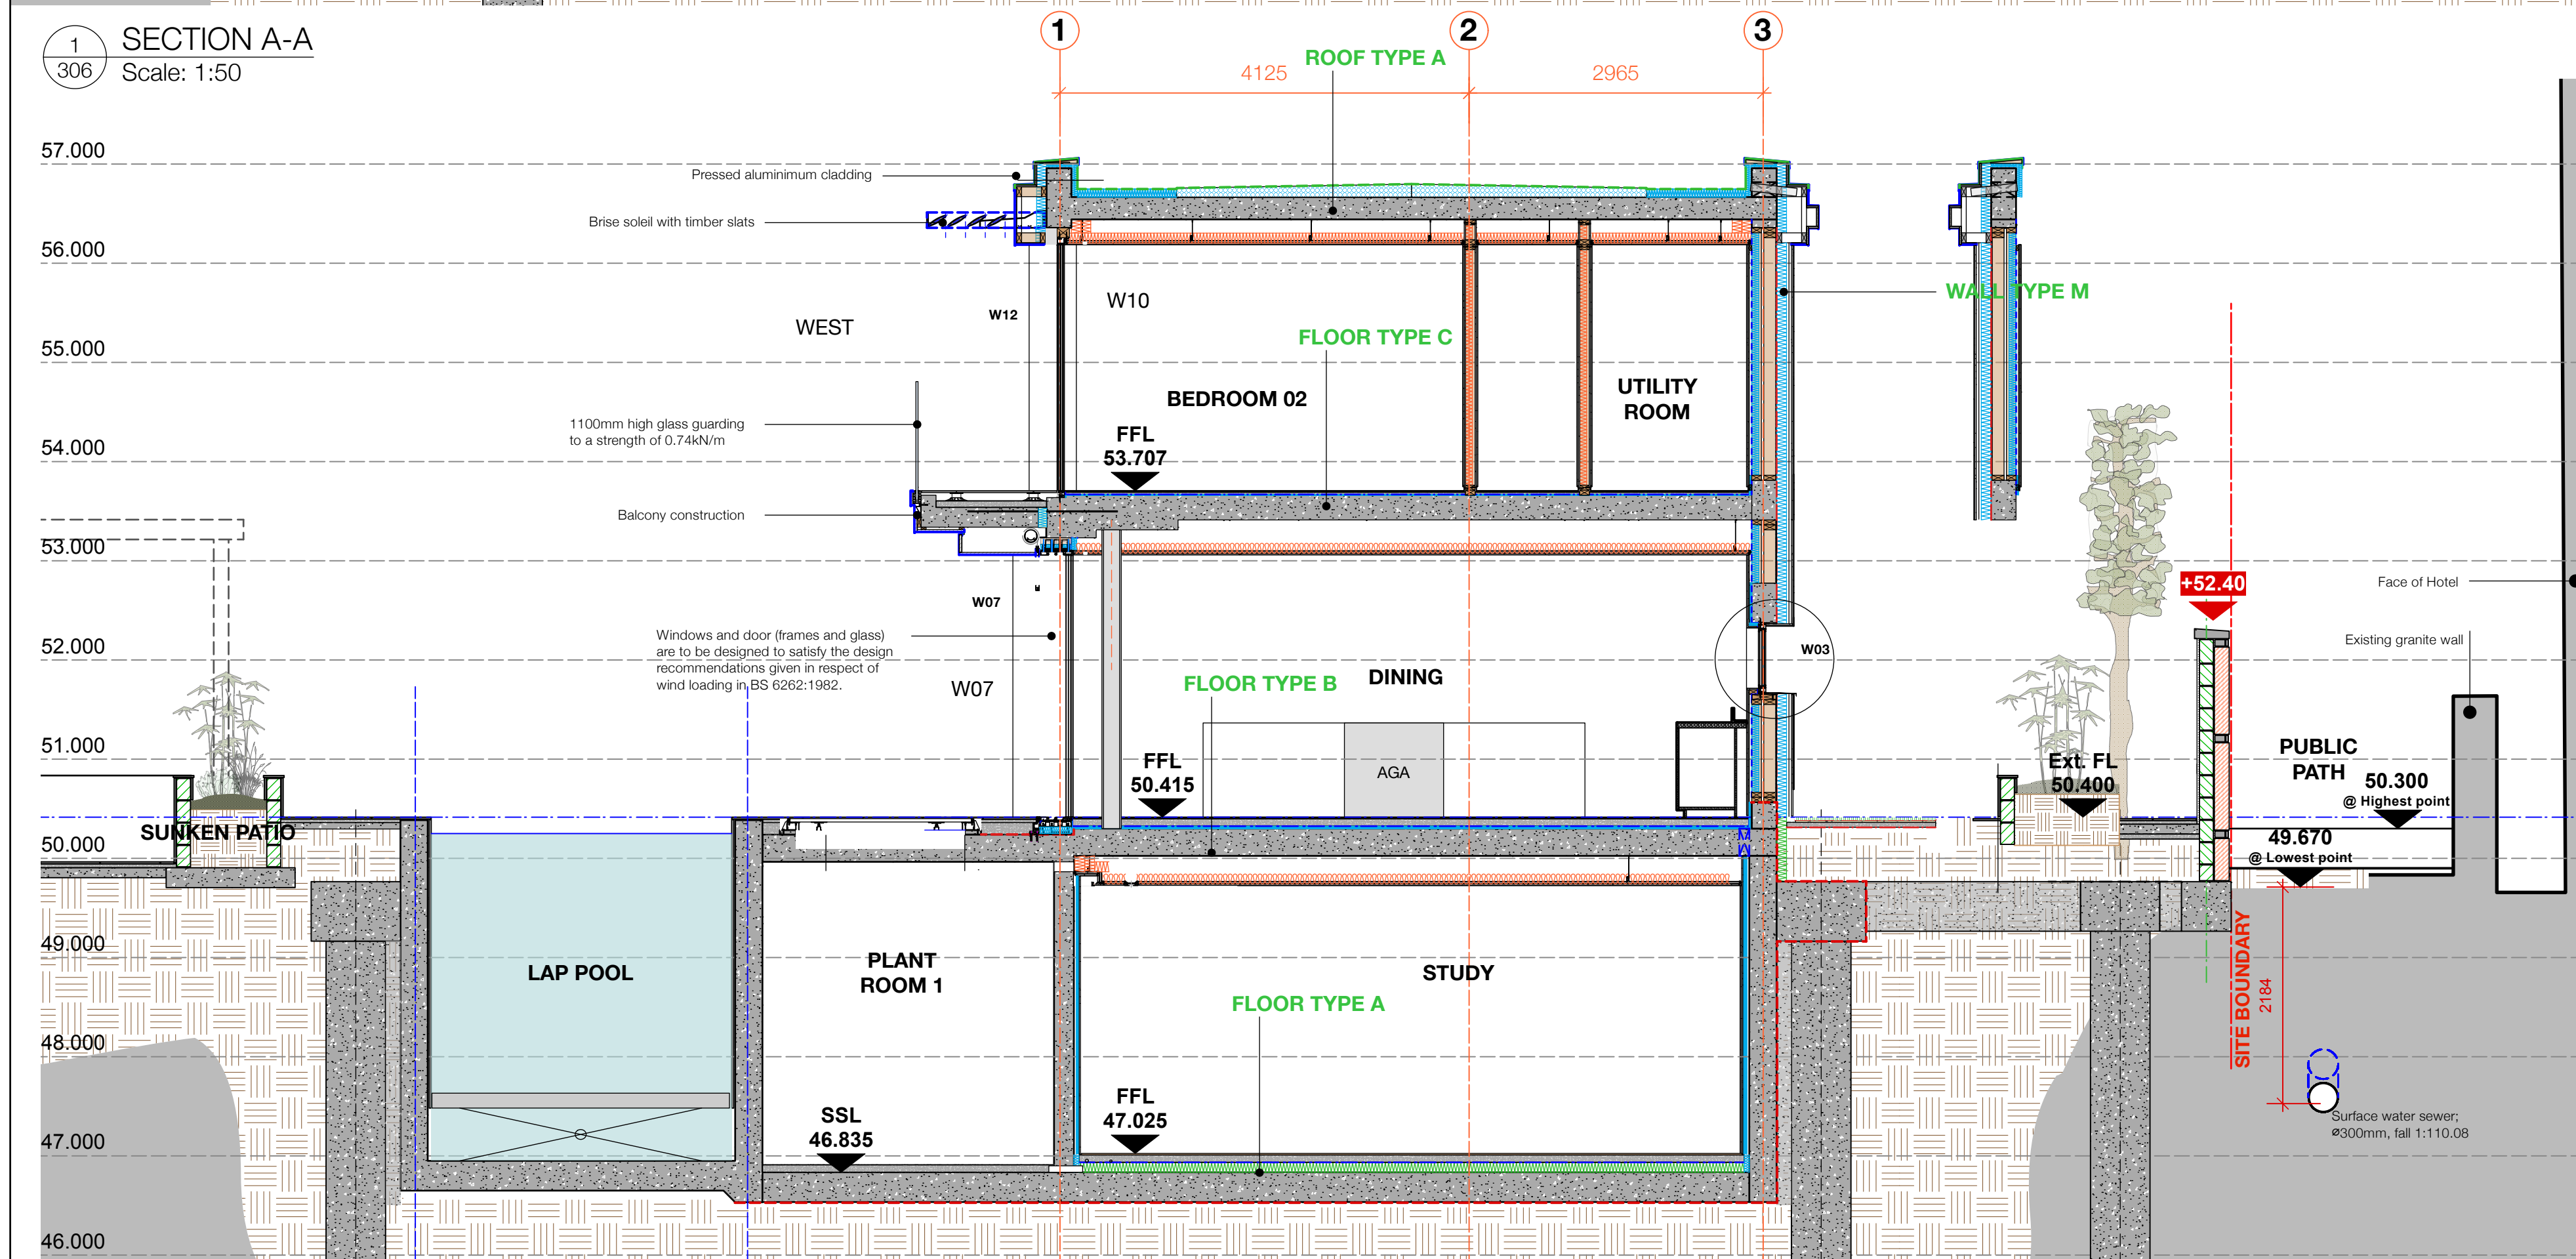 1
306
SECTION A-A
Scale: 1:50
1
2
3
ROOF TYPE A
4125
2965
57.000
Pressed aluminimum cladding
Brise soleil with timber slats
56.000
WALL TYPE M
W10
W12
WEST
FLOOR TYPE C
55.000
BEDROOM 02
UTILITY
ROOM
1100mm high glass guarding
to a strength of 0.74kN/m
54.000
FFL
53.707
Balcony construction
53.000
+52.40
Face of Hotel
W07
Windows and door (frames and glass)
are to be designed to satisfy the design
recommendations given in respect of
wind loading in BS 6262:1982.
W03
Existing granite wall
52.000
W07
FLOOR TYPE B
DINING
51.000
FFL
50.415
AGA
Ext. FL
50.400
PUBLIC
PATH
50.300
@ Highest point
SUNKEN PATIO
50.000
49.670
@ Lowest point
49.000
LAP POOL
PLANT
ROOM 1
STUDY
SITE BOUNDARY
2184
FLOOR TYPE A
48.000
SSL
46.835
FFL
47.025
47.000
Surface water sewer;
ø300mm, fall 1:110.08
46.000